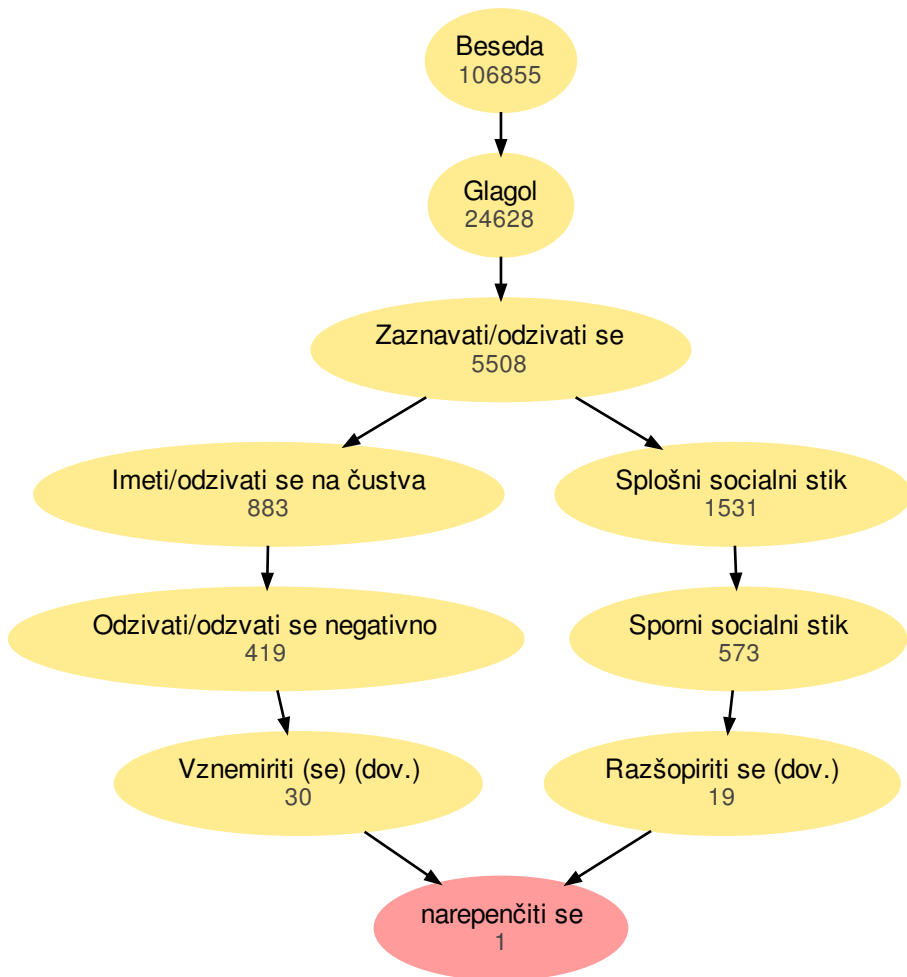 Beseda
106855
Glagol
24628
Zaznavati/odzivati se
5508
Imeti/odzivati se na čustva
883
Splošni socialni stik
1531
Odzivati/odzvati se negativno
419
Sporni socialni stik
573
Vznemiriti (se) (dov.)
30
Razšopiriti se (dov.)
19
narepenčiti se
1